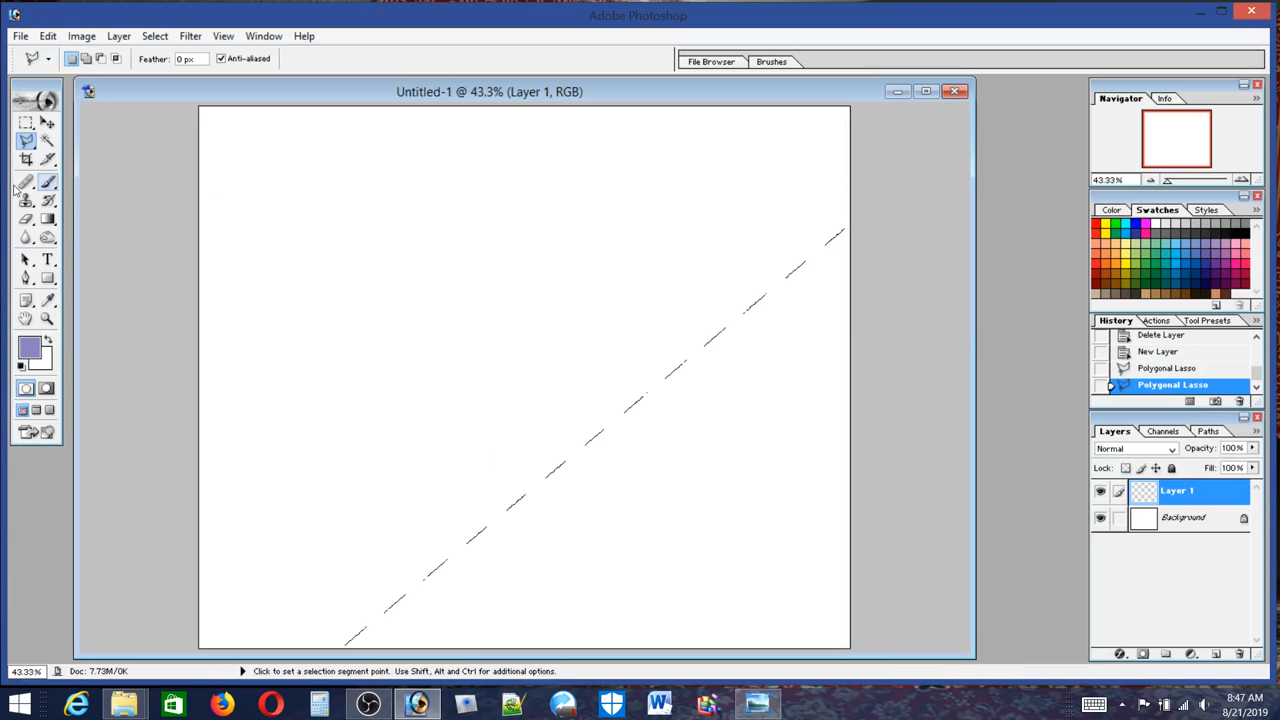 Adobe Photoshop
File Edit Image Layer Select Filter View Window Help
Feather: 0 px Anti-aliased
File Browser Brushes
Untitled-1 @ 43.3% (Layer 1, RGB)
Navigator Info
43.33%
Color Swatches Styles
History Actions Tool Presets
Delete Layer
New Layer
Polygonal Lasso
Polygonal Lasso
Layers Channels Paths
Normal Opacity: 100%
Lock: Fill: 100%
Layer 1
Background
43.33% Doc: 7.73M/0K Click to set a selection segment point. Use Shift, Alt and Ctrl for additional options.
8:47 AM
8/21/2019